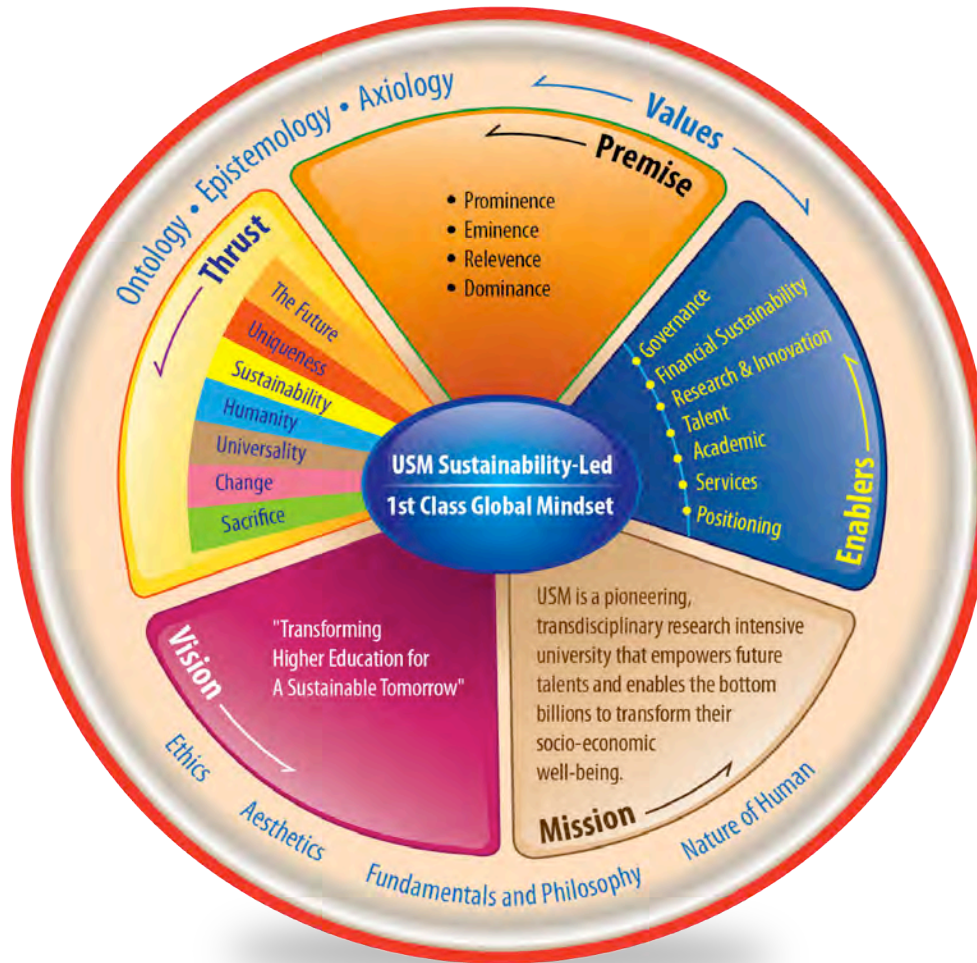 Ontology • Epistemology • Axiology
Values
Premise
• Prominence
• Eminence
• Relevence
• Dominance
Thrust
The Future
Uniqueness
Sustainability
Humanity
Universality
Change
Sacrifice
Governance
Financial Sustainability
Research & Innovation
Talent
Academic
Services
Positioning
Enablers
USM Sustainability-Led
1st Class Global Mindset
Vision
"Transforming
Higher Education for
A Sustainable Tomorrow"
USM is a pioneering,
transdisciplinary research intensive
university that empowers future
talents and enables the bottom
billions to transform their
socio-economic
well-being.
Mission
Ethics
Aesthetics
Fundamentals and Philosophy
Nature of Human